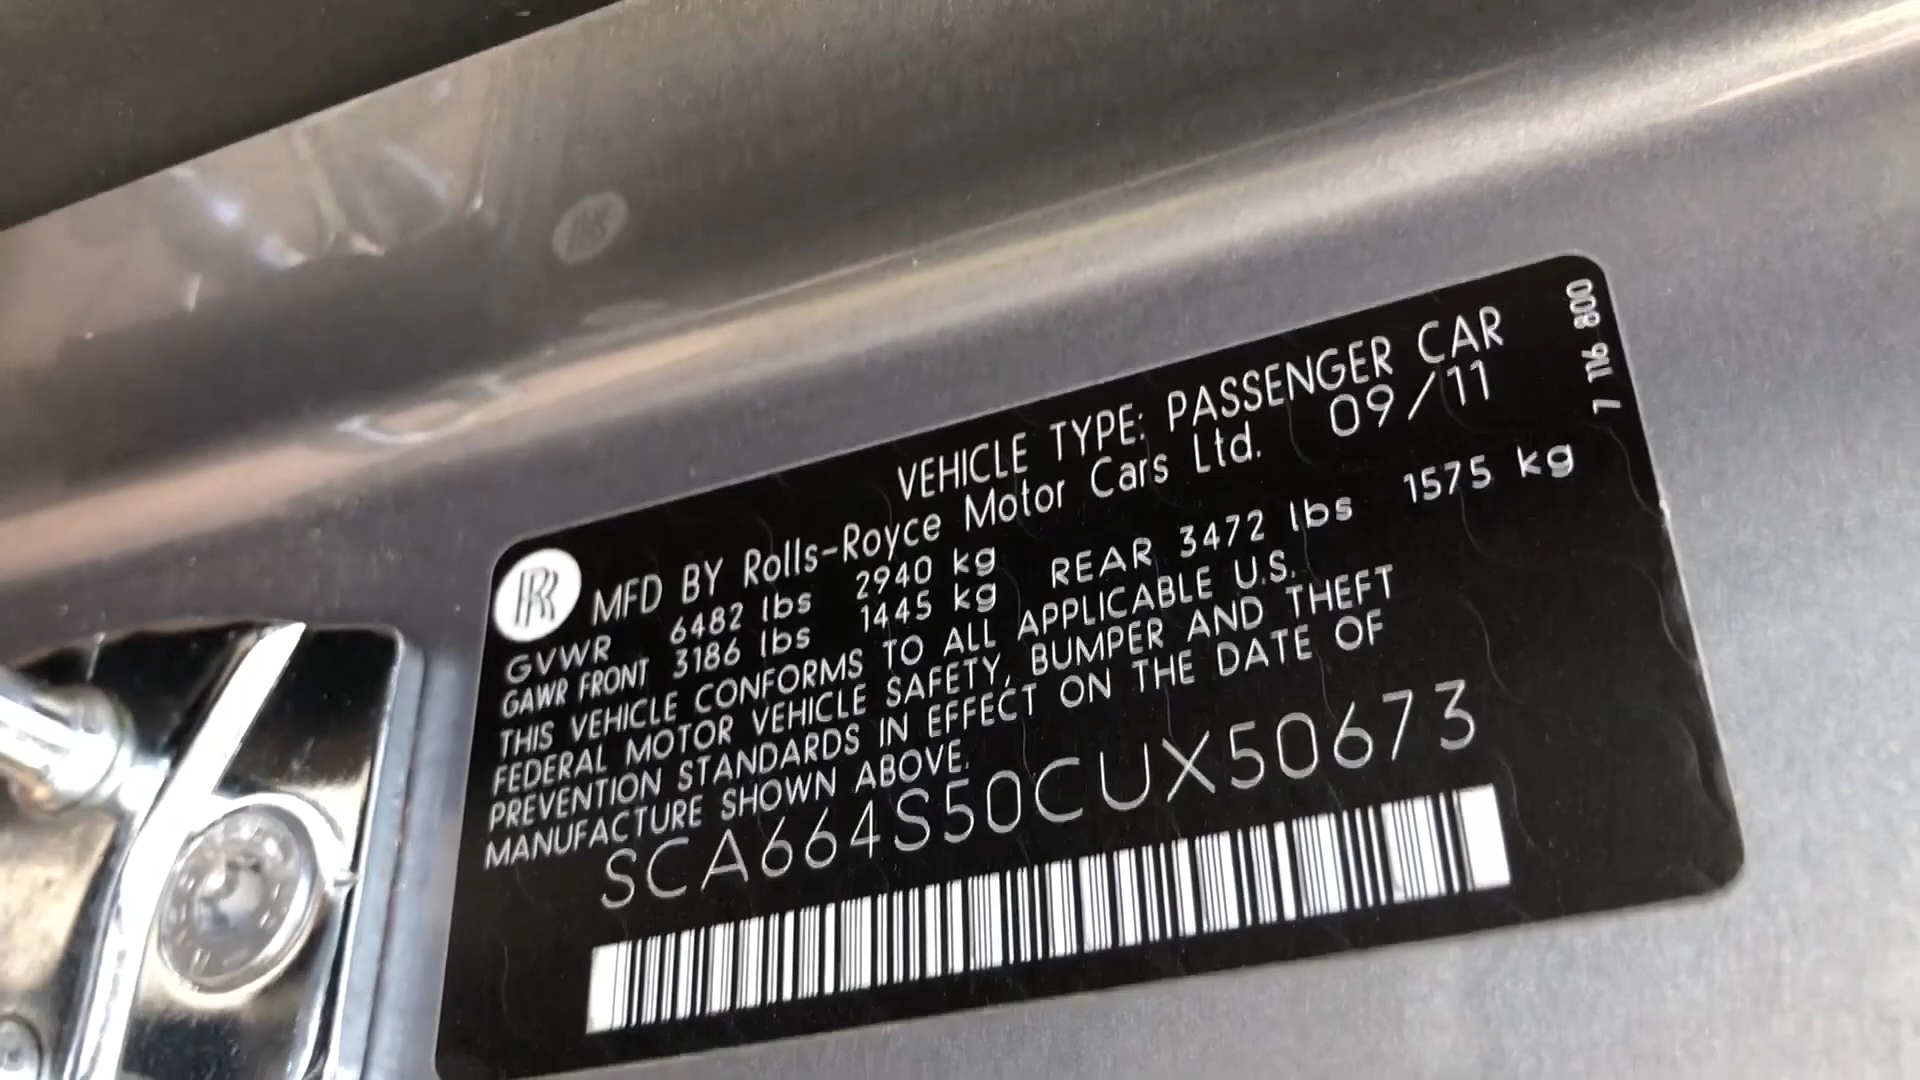 VEHICLE TYPE: PASSENGER CAR
MFD BY Rolls-Royce Motor Cars Ltd. 09/11
GVWR 6482 lbs 2940 kg
GAWR FRONT 3186 lbs 1445 kg REAR 3472 lbs 1575 kg
THIS VEHICLE CONFORMS TO ALL APPLICABLE U.S.
FEDERAL MOTOR VEHICLE SAFETY, BUMPER AND THEFT
PREVENTION STANDARDS IN EFFECT ON THE DATE OF
MANUFACTURE SHOWN ABOVE.
SCA664S50CUX50673
7 116 800
RR